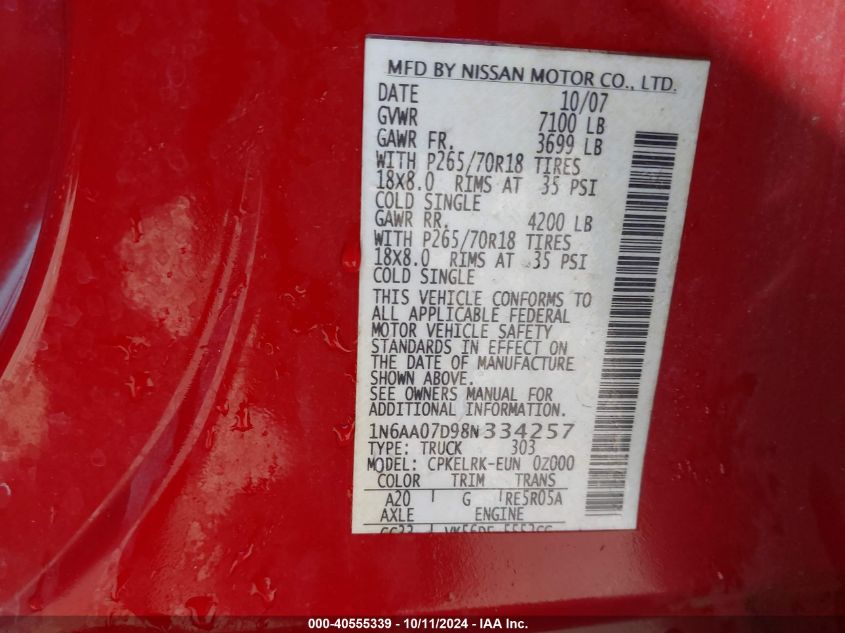 MFD BY NISSAN MOTOR CO., LTD.
DATE 10/07
GVWR 7100 LB
GAWR FR. 3699 LB
WITH P265/70R18 TIRES
18X8.0 RIMS AT 35 PSI
COLD SINGLE
GAWR RR. 4200 LB
WITH P265/70R18 TIRES
18X8.0 RIMS AT 35 PSI
COLD SINGLE
THIS VEHICLE CONFORMS TO
ALL APPLICABLE FEDERAL
MOTOR VEHICLE SAFETY
STANDARDS IN EFFECT ON
THE DATE OF MANUFACTURE
SHOWN ABOVE.
SEE OWNERS MANUAL FOR
ADDITIONAL INFORMATION.
1N6AA07D98N334257
TYPE: TRUCK 303
MODEL: CPKELRK-EUN 0Z000
COLOR TRIM TRANS
A20 G RE5R05A
AXLE ENGINE
000-40555339 - 10/11/2024 - IAA Inc.